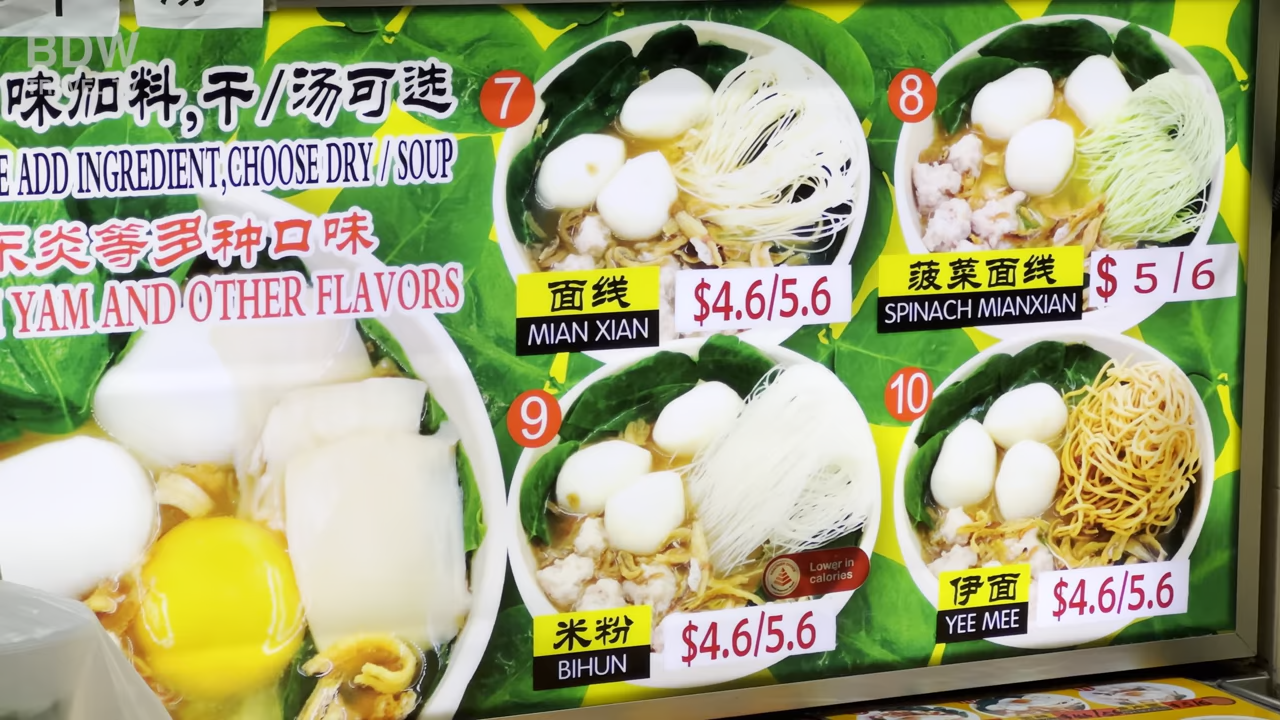 BDW
味加料,干/汤可选
ADD INGREDIENT,CHOOSE DRY / SOUP
炎等多种口味
YAM AND OTHER FLAVORS
7
面线
MIAN XIAN
$4.6/5.6
8
菠菜面线
SPINACH MIANXIAN
$ 5 / 6
9
Lower in
calories
米粉
BIHUN
$4.6/5.6
10
伊面
YEE MEE
$4.6/5.6